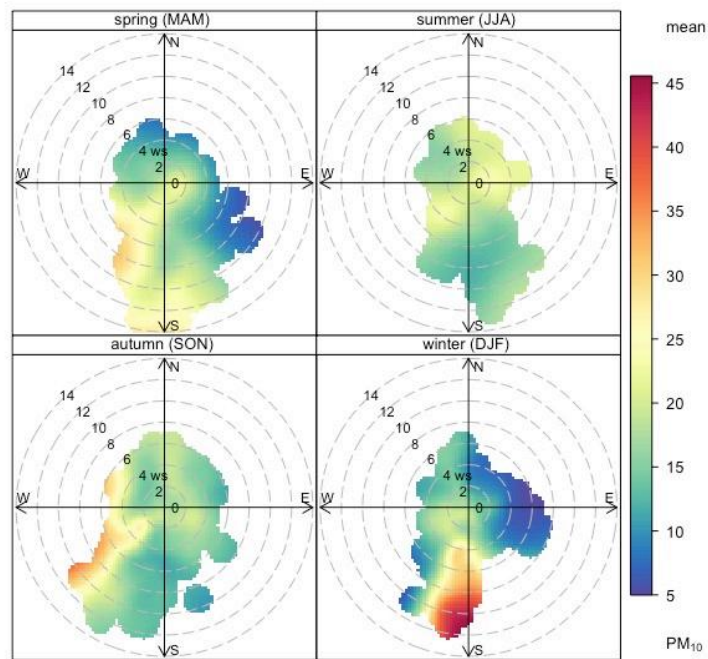 spring (MAM)
N
14
12
10
8
6
4 ws
2
0
W
E
S
summer (JJA)
N
14
12
10
8
6
4 ws
2
0
W
E
S
autumn (SON)
N
14
12
10
8
6
4 ws
2
0
W
E
S
winter (DJF)
N
14
12
10
8
6
4 ws
2
0
W
E
S
mean
45
40
35
30
25
20
15
10
5
PM₁₀